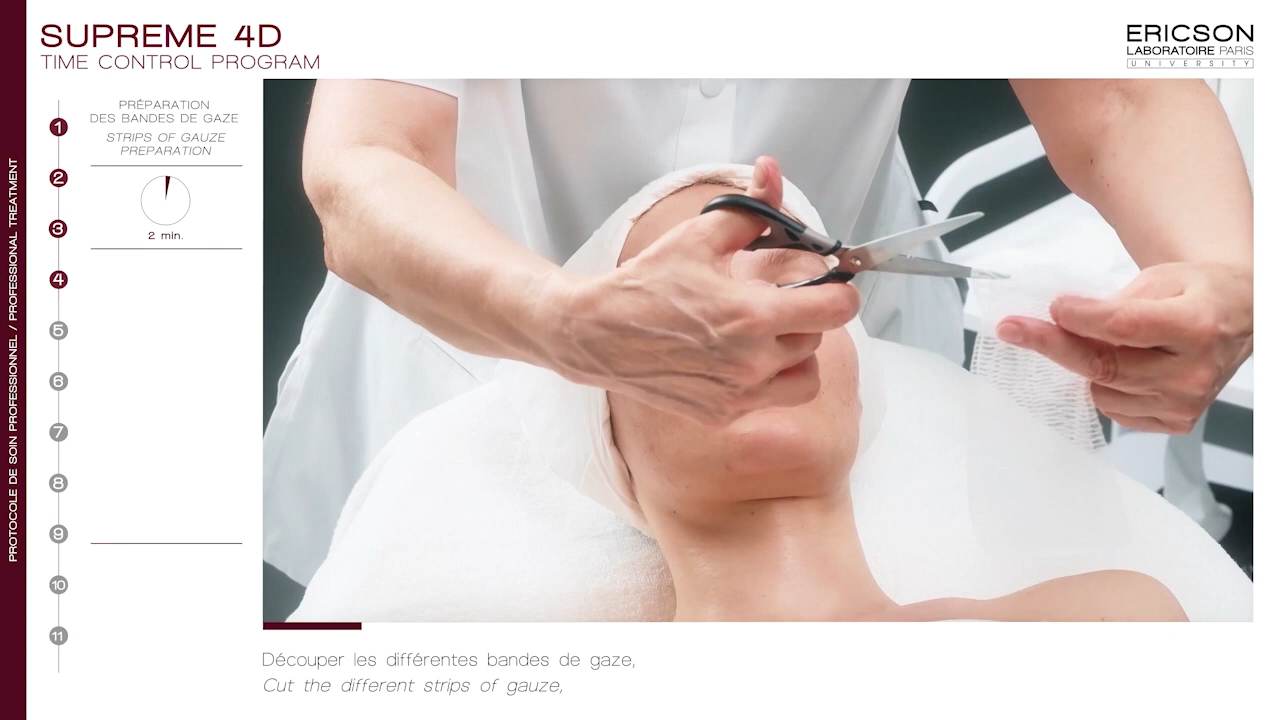 SUPREME 4D
TIME CONTROL PROGRAM
ERICSON
LABORATOIRE PARIS
UNIVERSITY
PROTOCOLE DE SOIN PROFESSIONNEL / PROFESSIONAL TREATMENT
1
2
3
4
5
6
7
8
9
10
11
PRÉPARATION
DES BANDES DE GAZE
STRIPS OF GAUZE
PREPARATION
2 min.
Découper les différentes bandes de gaze,
Cut the different strips of gauze,